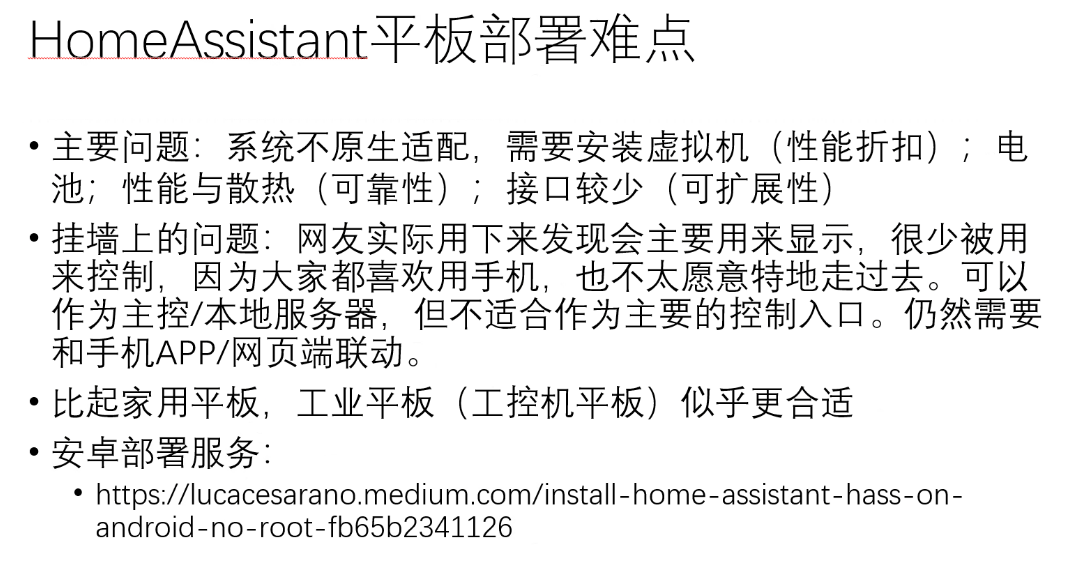 HomeAssistant平板部署难点
• 主要问题：系统不原生适配，需要安装虚拟机（性能折扣）；电
池；性能与散热（可靠性）；接口较少（可扩展性）
• 挂墙上的问题：网友实际用下来发现会主要用来显示，很少被用
来控制，因为大家都喜欢用手机，也不太愿意特地走过去。可以
作为主控/本地服务器，但不适合作为主要的控制入口。仍然需要
和手机APP/网页端联动。
• 比起家用平板，工业平板（工控机平板）似乎更合适
• 安卓部署服务：
• https://lucacesarano.medium.com/install-home-assistant-hass-on-
android-no-root-fb65b2341126